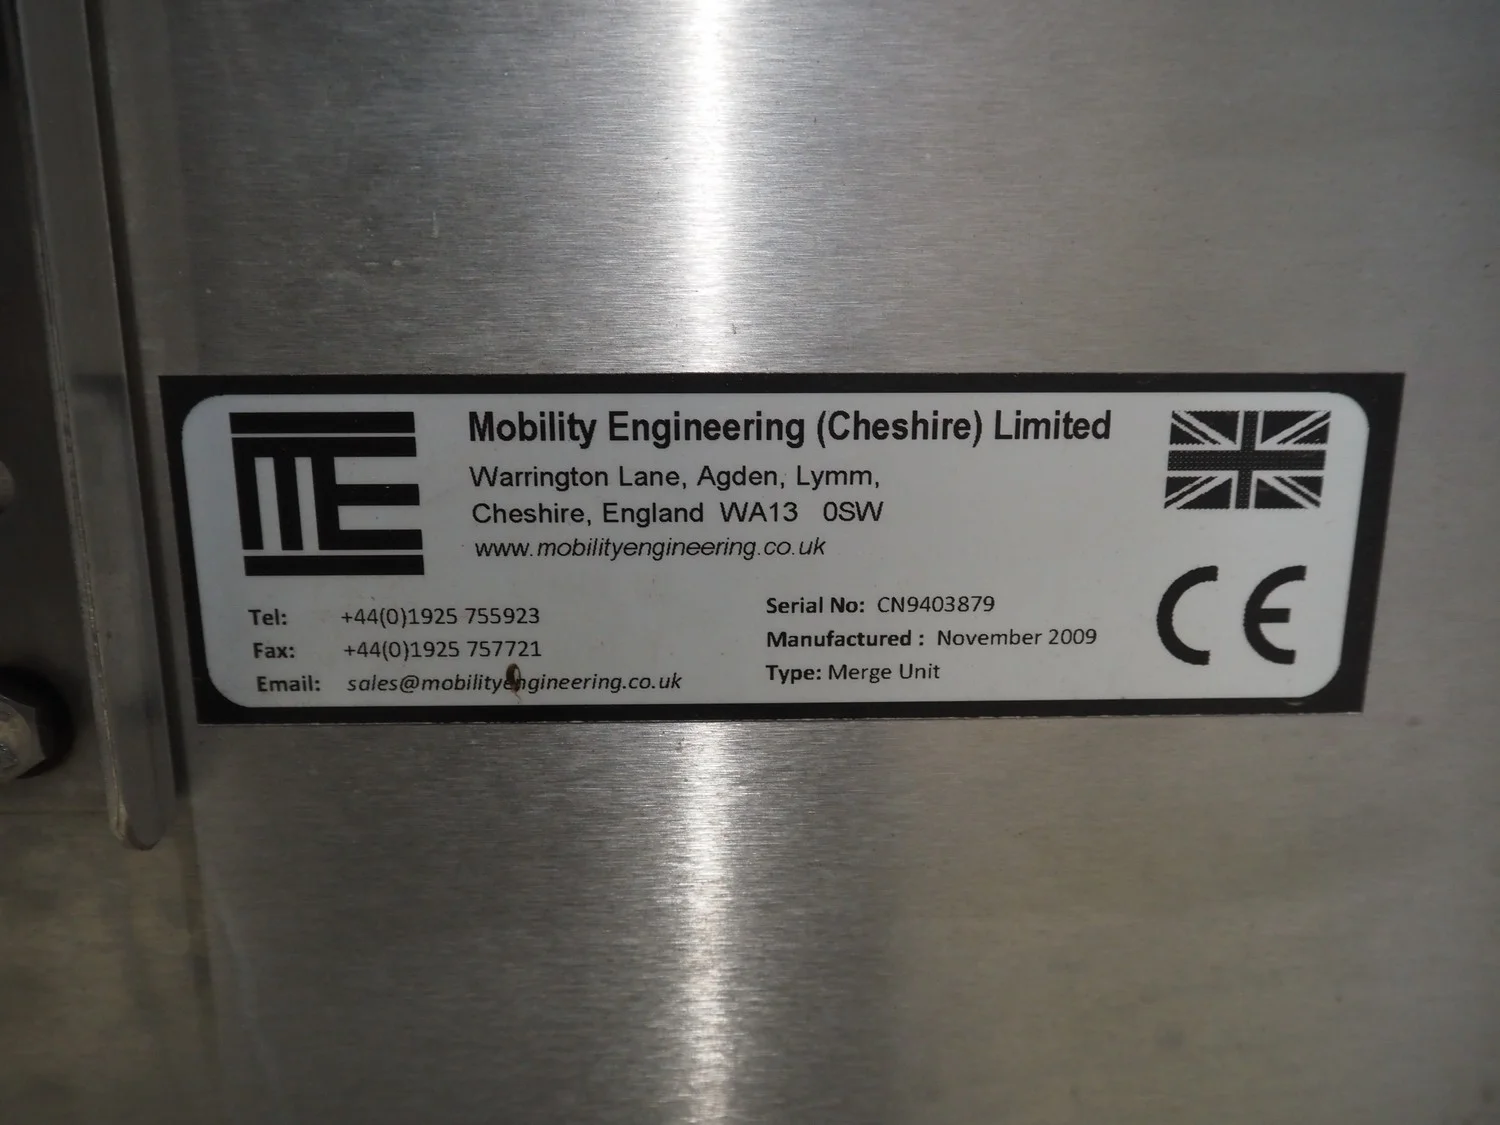 ME
Mobility Engineering (Cheshire) Limited
Warrington Lane, Agden, Lymm,
Cheshire, England WA13 0SW
www.mobilityengineering.co.uk
Tel: +44(0)1925 755923
Fax: +44(0)1925 757721
Email: sales@mobilityengineering.co.uk
Serial No: CN9403879
Manufactured : November 2009
Type: Merge Unit
CE